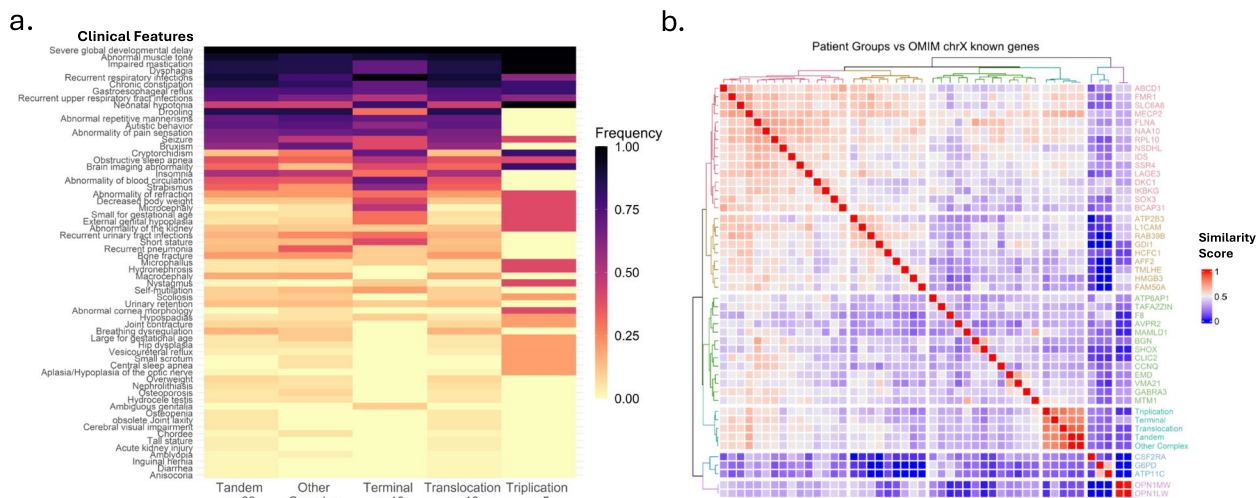 a.
Clinical Features
Severe global developmental delay
Abnormal muscle tone
Impaired mastication
Dysphagia
Recurrent respiratory infections
Chronic constipation
Gastroesophageal reflux
Recurrent upper respiratory tract infections
Neonatal hypotonia
Drooling
Abnormal repetitive mannerisms
Autistic behavior
Abnormality of pain sensation
Seizure
Bruxism
Cryptorchidism
Obstructive sleep apnea
Brain imaging abnormality
Insomnia
Abnormality of blood circulation
Strabismus
Abnormality of refraction
Decreased body weight
Microcephaly
Small for gestational age
External genital hypoplasia
Abnormality of the kidney
Recurrent urinary tract infections
Short stature
Recurrent pneumonia
Bone fracture
Microphallus
Hydronephrosis
Macrocephaly
Nystagmus
Self-mutilation
Scoliosis
Urinary retention
Abnormal cornea morphology
Hypospadias
Joint contracture
Breathing dysregulation
Large for gestational age
Hip dysplasia
Vesicoureteral reflux
Small scrotum
Central sleep apnea
Aplasia/Hypoplasia of the optic nerve
Overweight
Nephrolithiasis
Osteoporosis
Hydrocele testis
Ambiguous genitalia
Osteopenia
obsolete Joint laxity
Cerebral visual impairment
Chordee
Tall stature
Acute kidney injury
Amblyopia
Inguinal hernia
Diarrhea
Anisocoria
Tandem
Other
Terminal
Translocation
Triplication
Frequency
1.00
0.75
0.50
0.25
0.00
b.
Patient Groups vs OMIM chrX known genes
ABCD1
FMR1
SLC6A8
MECP2
FLNA
NAA10
RPL10
NSDHL
IDS
SSR4
LAGE3
DKC1
IKBKG
SOX3
BCAP31
ATP2B3
L1CAM
RAB39B
GDI1
HCFC1
AFF2
TMLHE
HMGB3
FAM50A
ATP6AP1
TAFAZZIN
F8
AVPR2
MAMLD1
BGN
SHOX
CLIC2
CCNQ
EMD
VMA21
GABRA3
MTM1
Triplication
Terminal
Translocation
Tandem
Other Complex
CSF2RA
G6PD
ATP11C
OPN1MW
OPN1LW
Similarity
Score
1
0.5
0